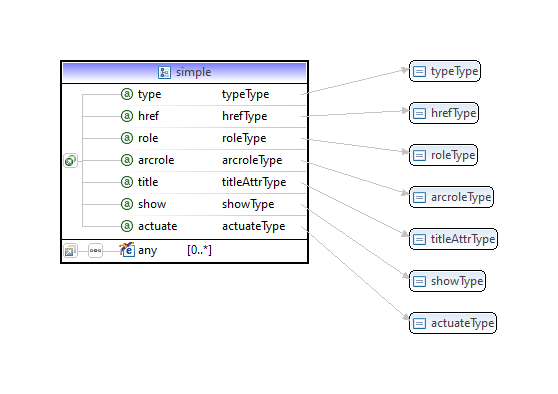 simple
type typeType
href hrefType
role roleType
arcrole arcroleType
title titleAttrType
show showType
actuate actuateType
any [0..*]
typeType
hrefType
roleType
arcroleType
titleAttrType
showType
actuateType